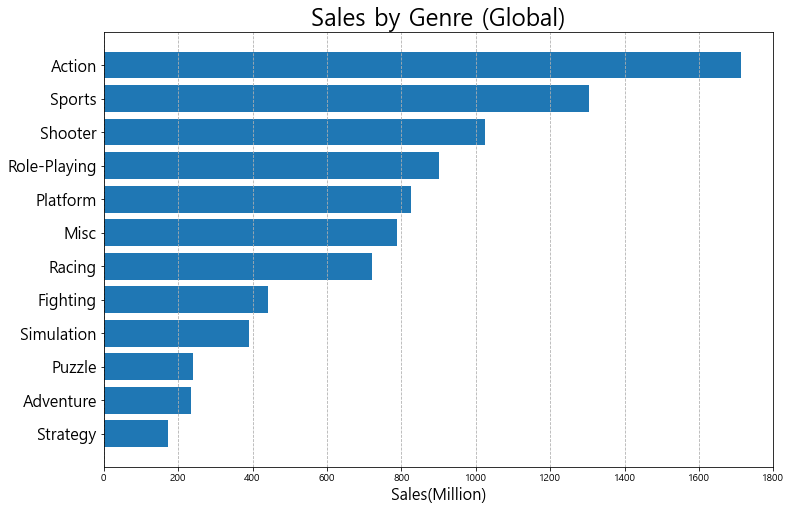 Sales by Genre (Global)
Action
Sports
Shooter
Role-Playing
Platform
Misc
Racing
Fighting
Simulation
Puzzle
Adventure
Strategy
0 200 400 600 800 1000 1200 1400 1600 1800
Sales(Million)